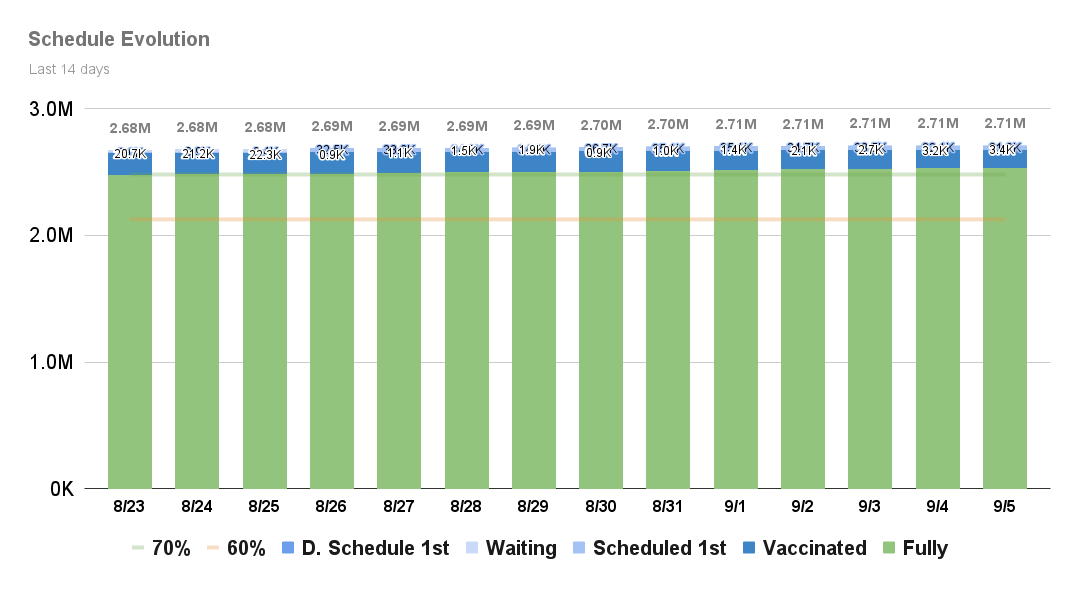 Schedule Evolution
Last 14 days
3.0M
2.68M 2.68M 2.68M 2.69M 2.69M 2.69M 2.69M 2.70M 2.70M 2.71M 2.71M 2.71M 2.71M 2.71M
20.7K 21.2K 22.3K 0.9K 1.1K 1.5K 1.9K 0.9K 1.0K 1.4K 2.1K 2.7K 3.2K 3.4K
2.0M
1.0M
0K
8/23 8/24 8/25 8/26 8/27 8/28 8/29 8/30 8/31 9/1 9/2 9/3 9/4 9/5
70% 60% D. Schedule 1st Waiting Scheduled 1st Vaccinated Fully